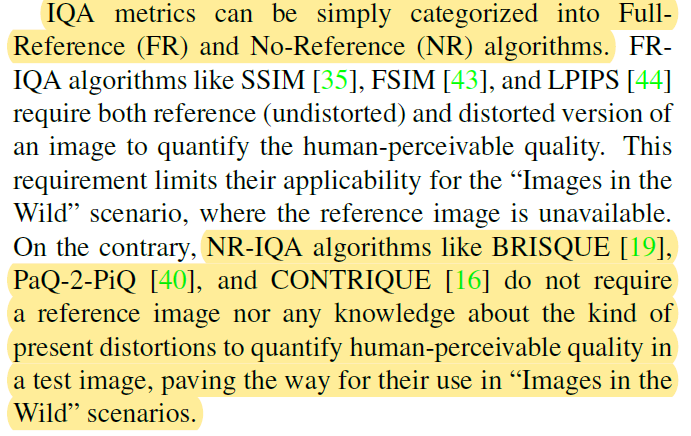 IQA metrics can be simply categorized into Full-
Reference (FR) and No-Reference (NR) algorithms. FR-
IQA algorithms like SSIM [35], FSIM [43], and LPIPS [44]
require both reference (undistorted) and distorted version of
an image to quantify the human-perceivable quality. This
requirement limits their applicability for the “Images in the
Wild” scenario, where the reference image is unavailable.
On the contrary, NR-IQA algorithms like BRISQUE [19],
PaQ-2-PiQ [40], and CONTRIQUE [16] do not require
a reference image nor any knowledge about the kind of
present distortions to quantify human-perceivable quality in
a test image, paving the way for their use in “Images in the
Wild” scenarios.